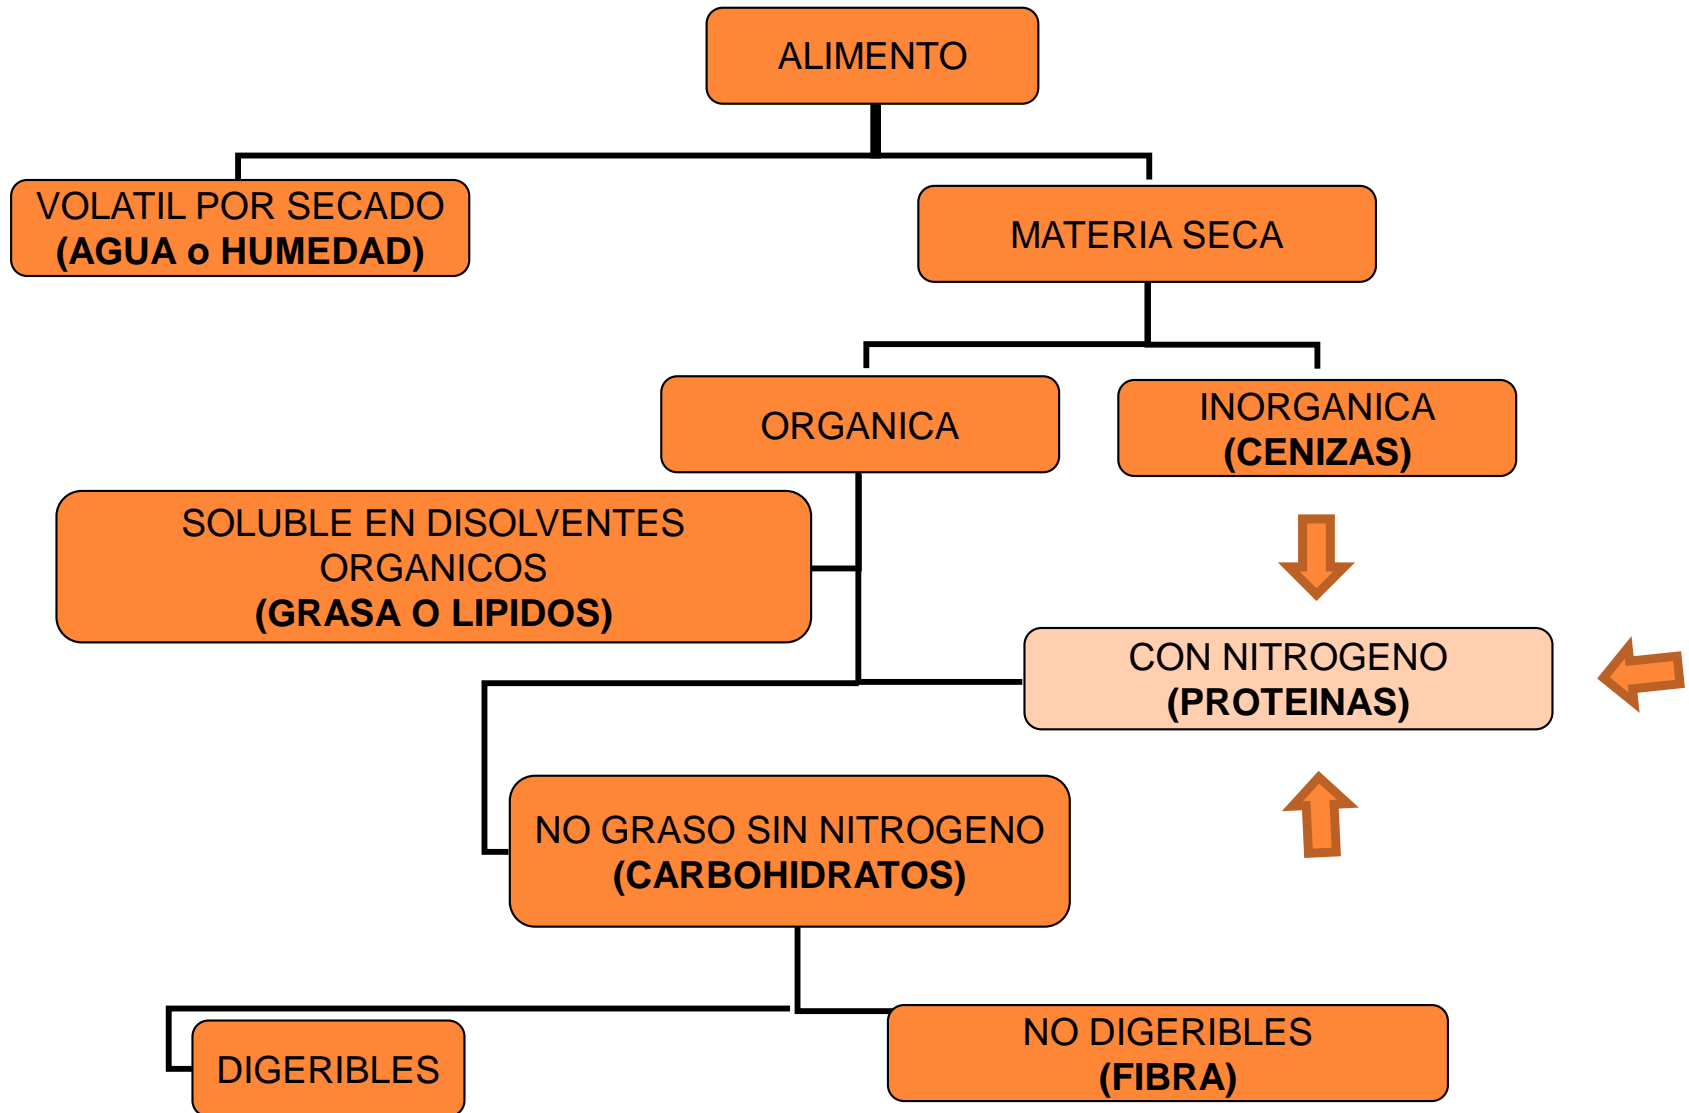 ALIMENTO
VOLATIL POR SECADO
(AGUA o HUMEDAD)
MATERIA SECA
ORGANICA
INORGANICA
(CENIZAS)
SOLUBLE EN DISOLVENTES
ORGANICOS
(GRASA O LIPIDOS)
CON NITROGENO
(PROTEINAS)
NO GRASO SIN NITROGENO
(CARBOHIDRATOS)
DIGERIBLES
NO DIGERIBLES
(FIBRA)